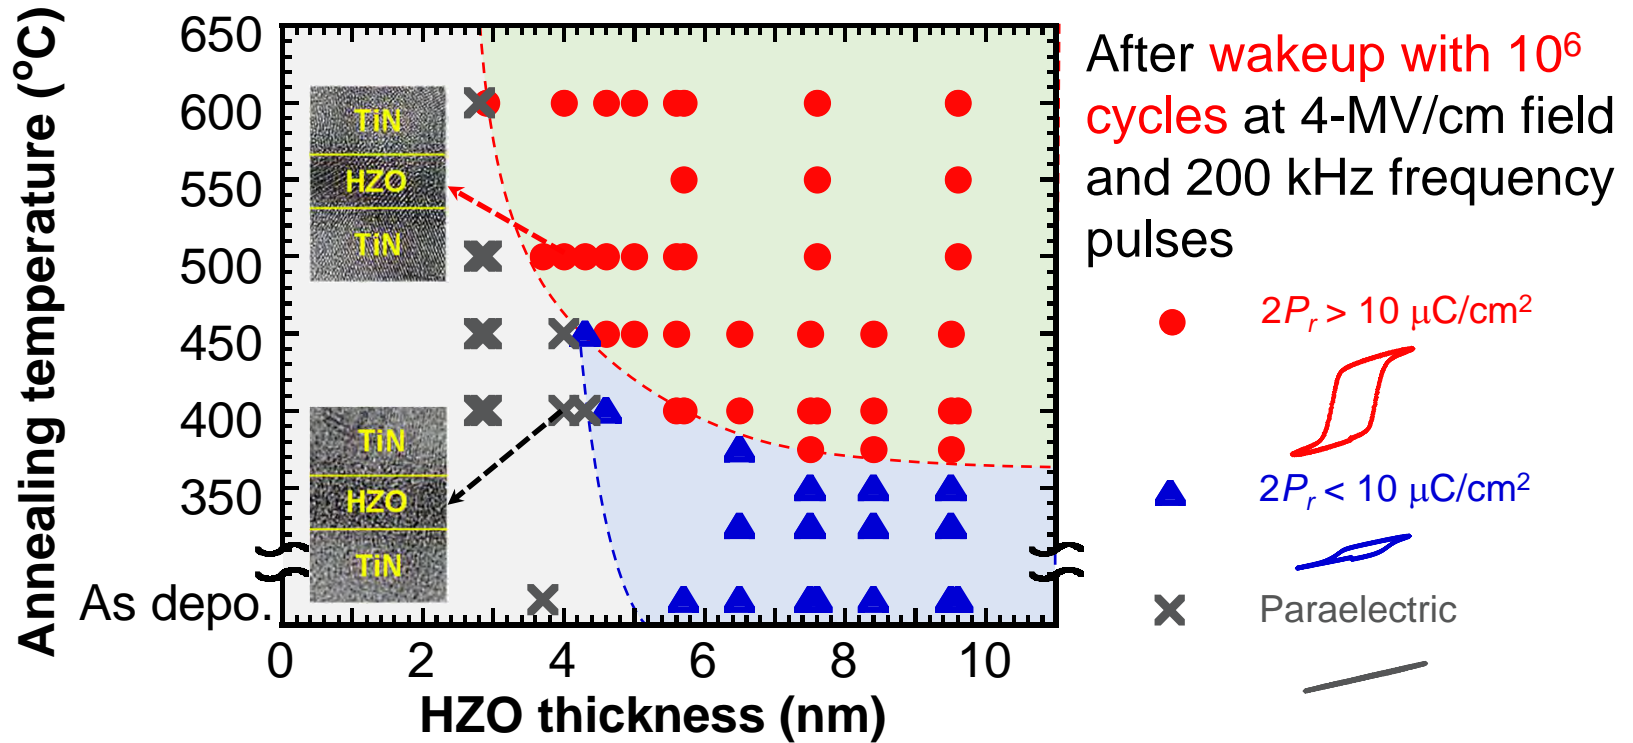 Annealing temperature (°C)
650
600
550
500
450
400
350
As depo.
0 2 4 6 8 10
HZO thickness (nm)
TiN
HZO
TiN
TiN
HZO
TiN
After wakeup with 10⁶
cycles at 4-MV/cm field
and 200 kHz frequency
pulses
2Pᵣ > 10 μC/cm²
2Pᵣ < 10 μC/cm²
Paraelectric